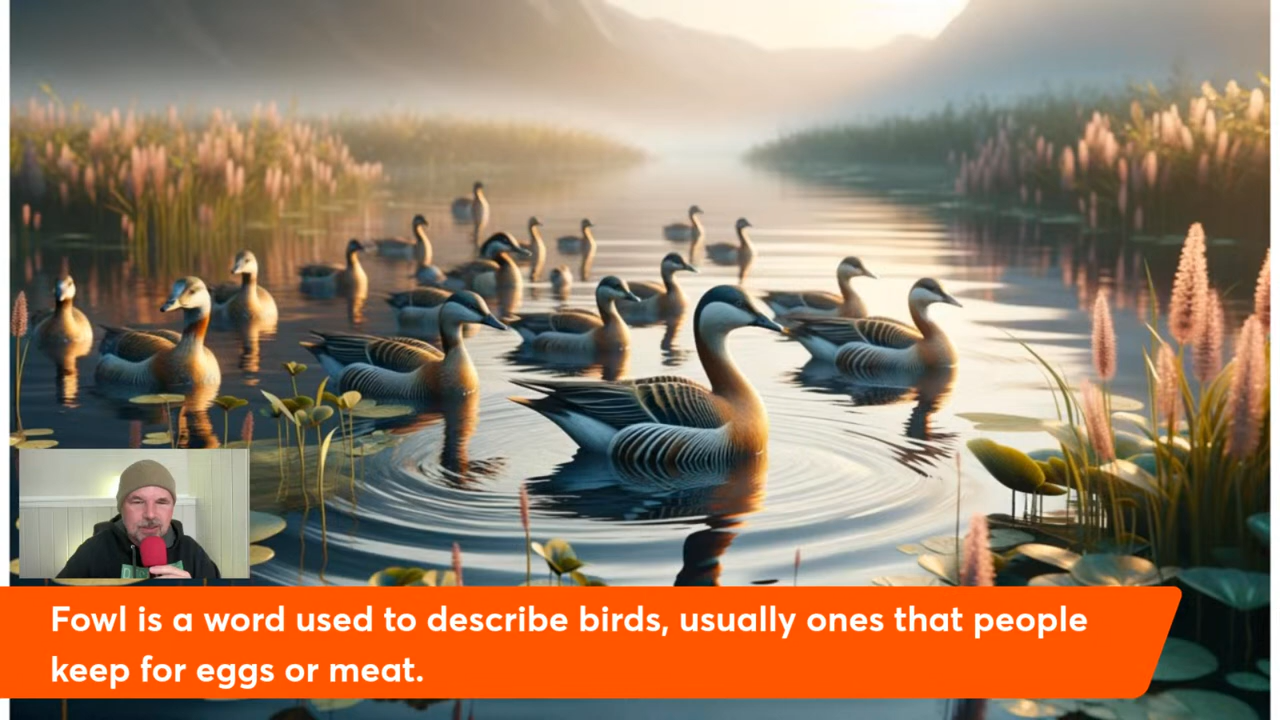 Fowl is a word used to describe birds, usually ones that people
keep for eggs or meat.